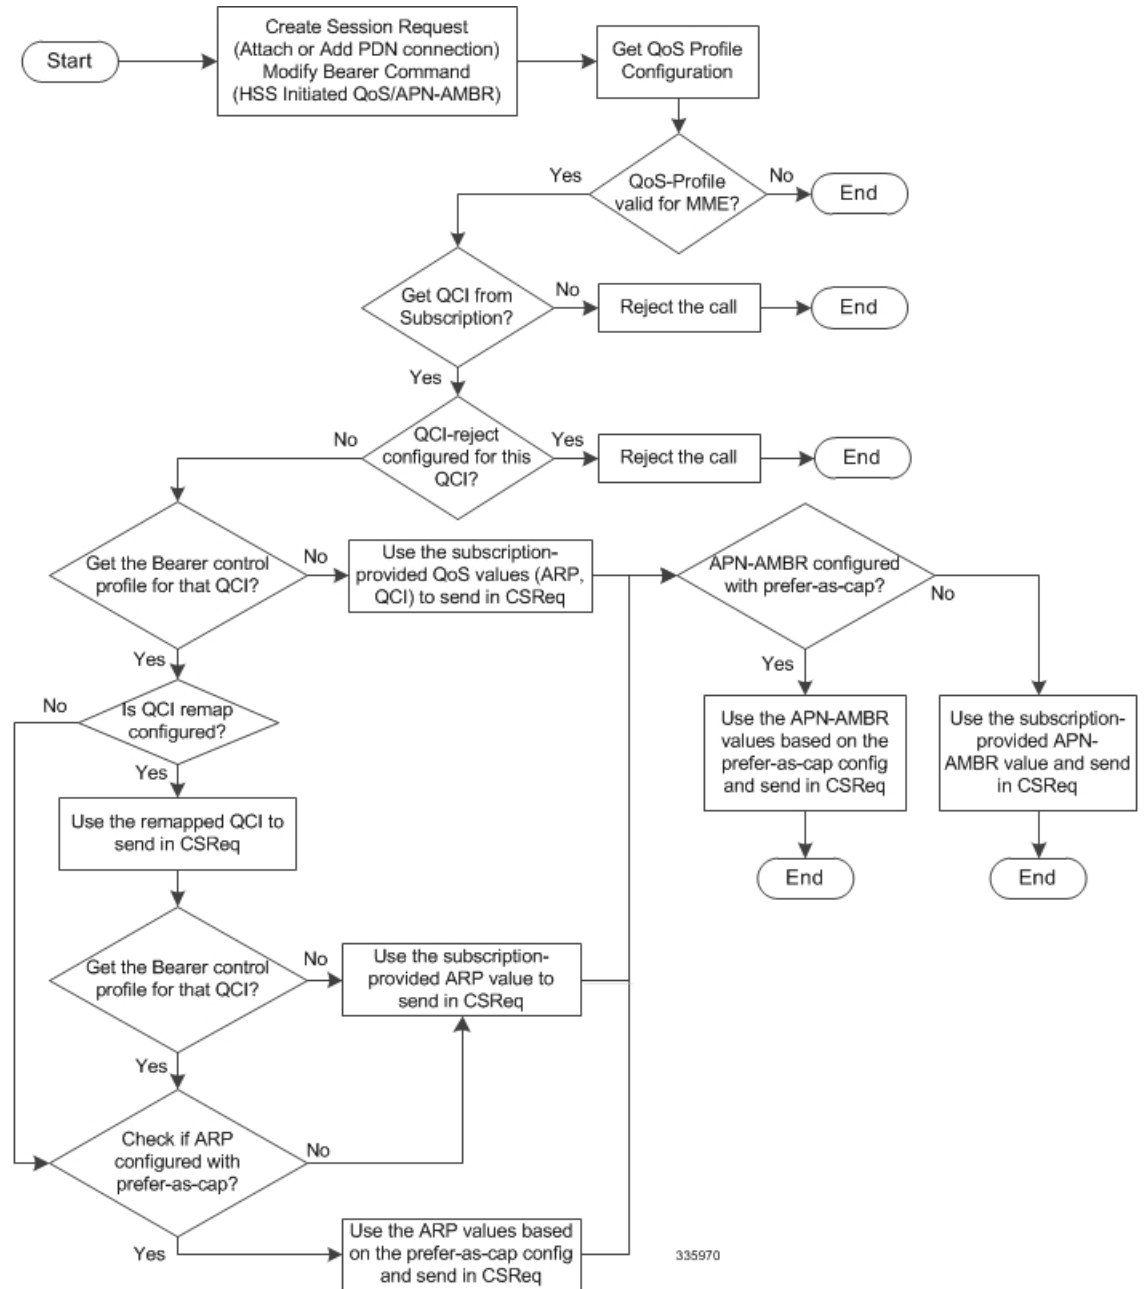 Start
Create Session Request
(Attach or Add PDN connection)
Modify Bearer Command
(HSS Initiated QoS/APN-AMBR)
Get QoS Profile
Configuration
QoS-Profile
valid for MME?
Yes
No
End
Get QCI from
Subscription?
No
Reject the call
End
Yes
QCI-reject
configured for this
QCI?
No
Yes
Reject the call
End
Get the Bearer control
profile for that QCI?
No
Use the subscription-
provided QoS values (ARP,
QCI) to send in CSReq
APN-AMBR configured
with prefer-as-cap?
No
Yes
Yes
Is QCI remap
configured?
No
Yes
Use the APN-AMBR
values based on the
prefer-as-cap config
and send in CSReq
Use the subscription-
provided APN-
AMBR value and send
in CSReq
End
End
Use the remapped QCI to
send in CSReq
Get the Bearer control
profile for that QCI?
No
Use the subscription-
provided ARP value to
send in CSReq
Yes
Check if ARP
configured with
prefer-as-cap?
No
Yes
Use the ARP values based
on the prefer-as-cap config
and send in CSReq
335970